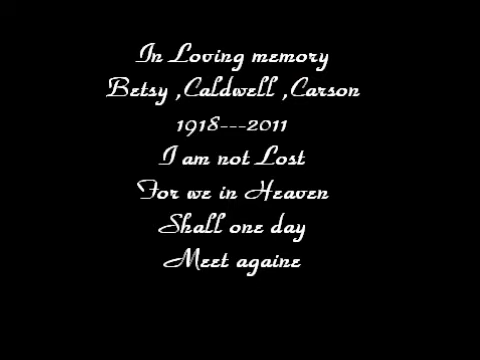 In Loving memory
Betsy ,Caldwell ,Carson
1918---2011
I am not Lost
For we in Heaven
Shall one day
Meet againe